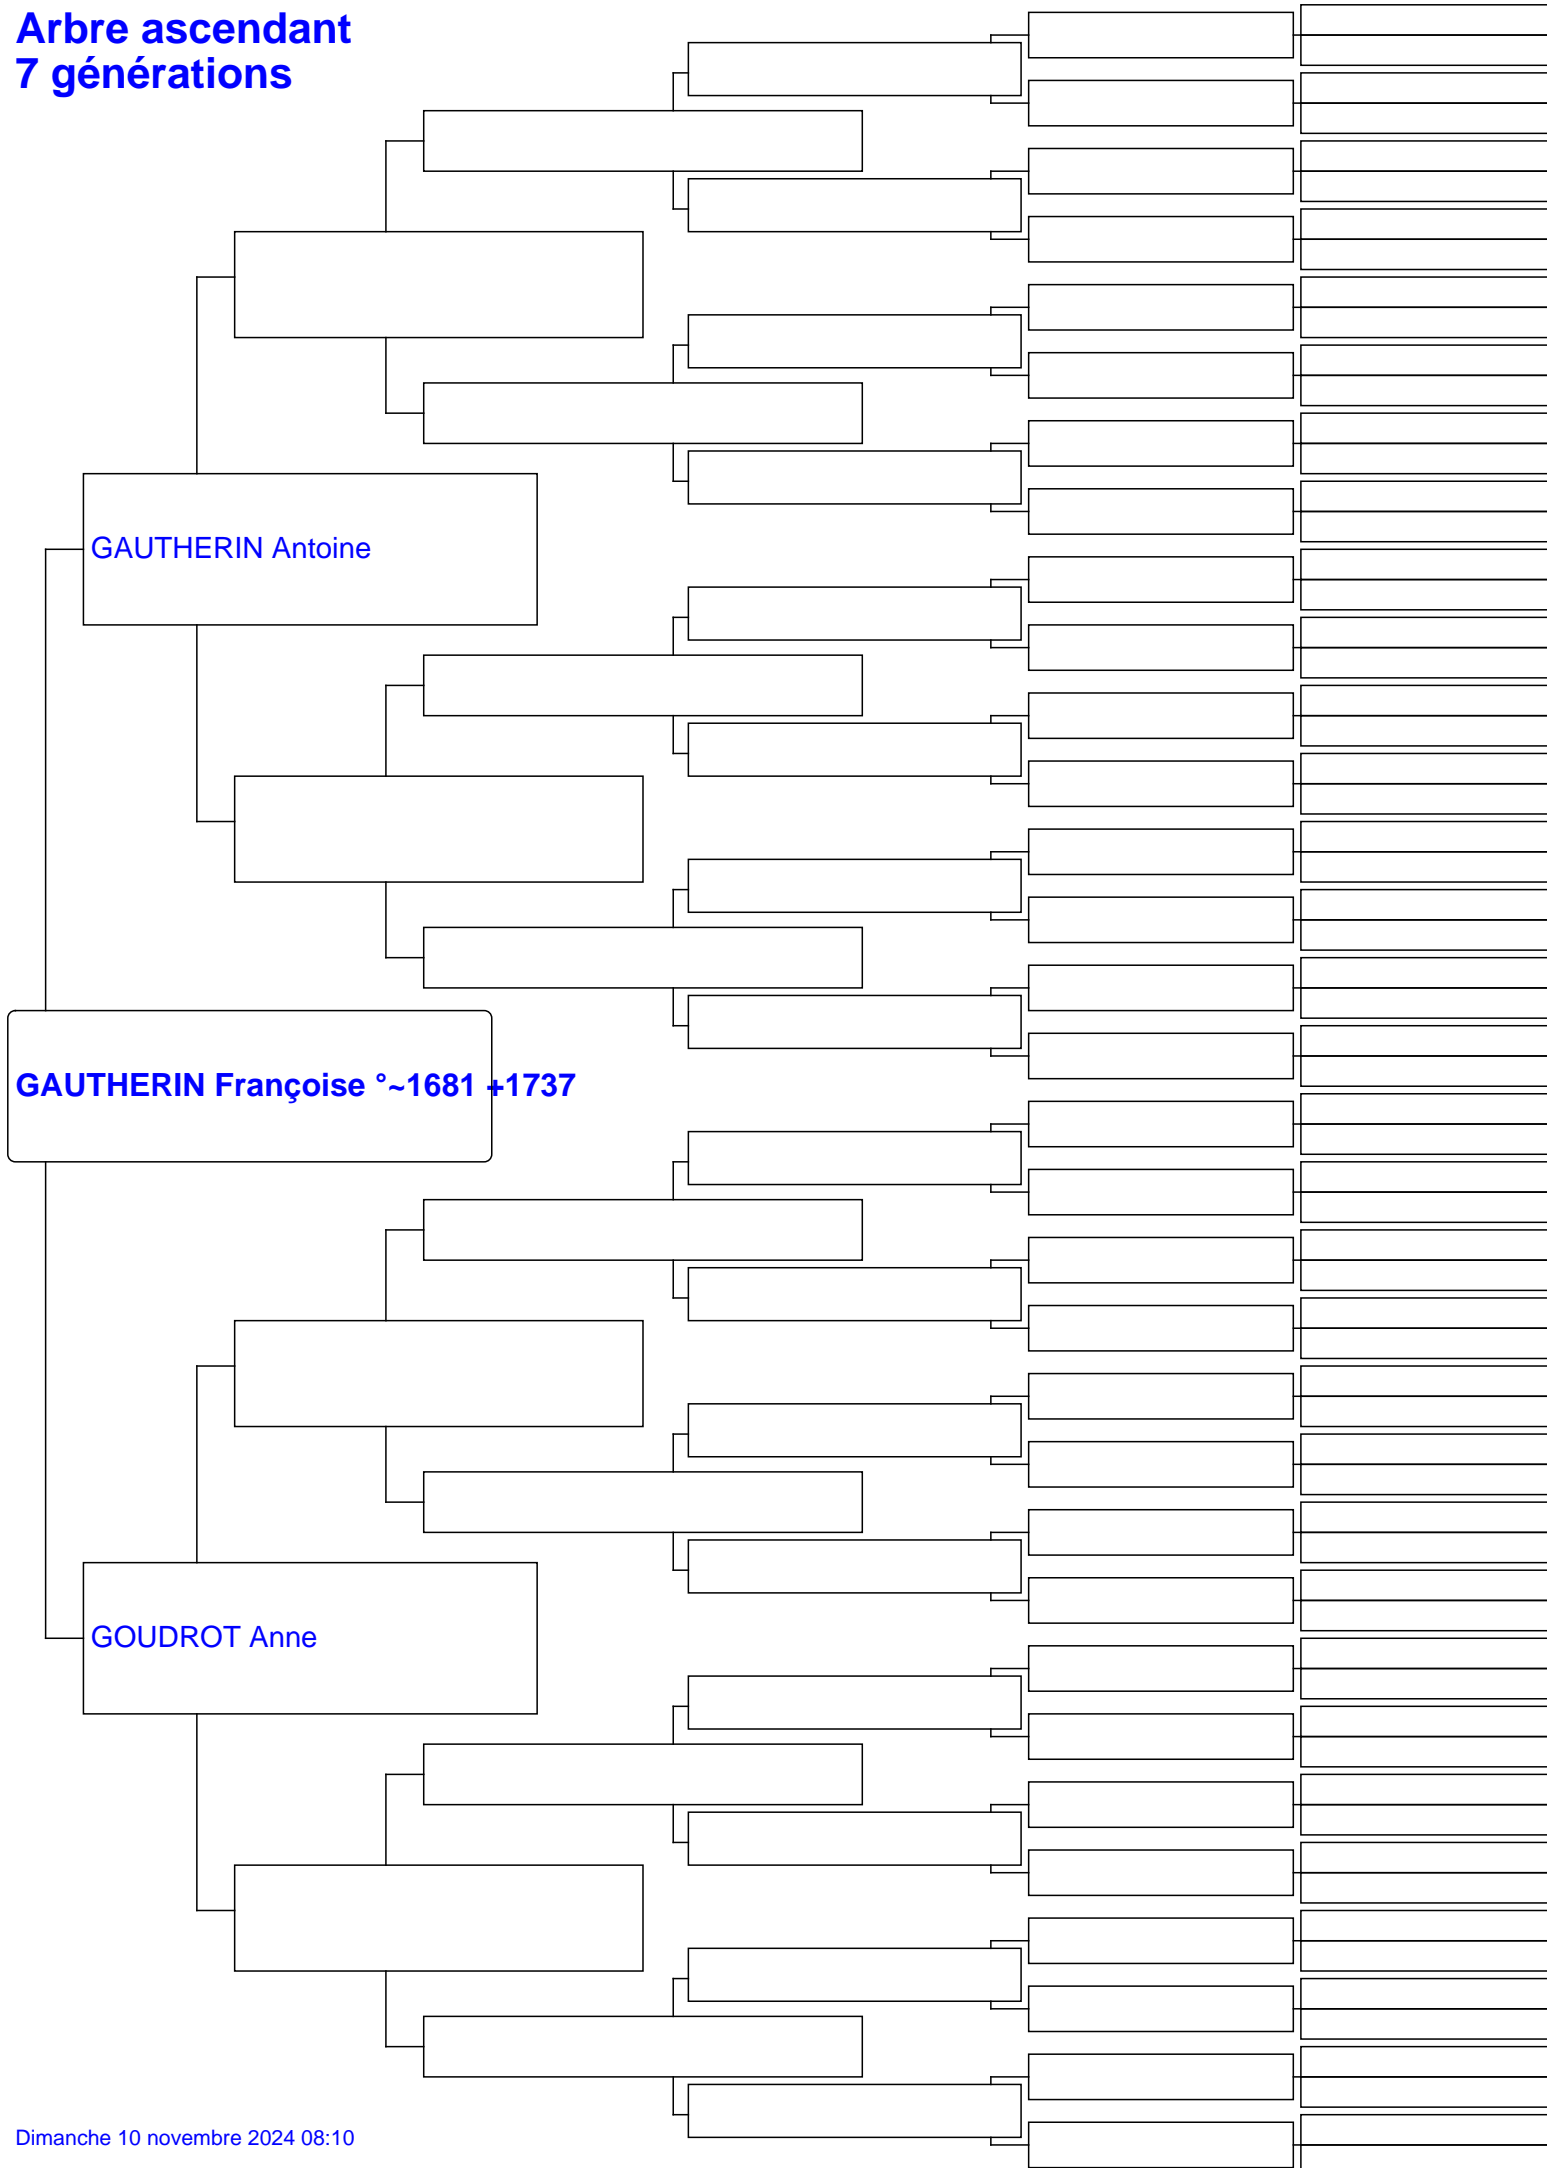 Arbre ascendant
7 générations
GAUTHERIN Antoine
GAUTHERIN Françoise °~1681 +1737
GOUDROT Anne
Dimanche 10 novembre 2024 08:10